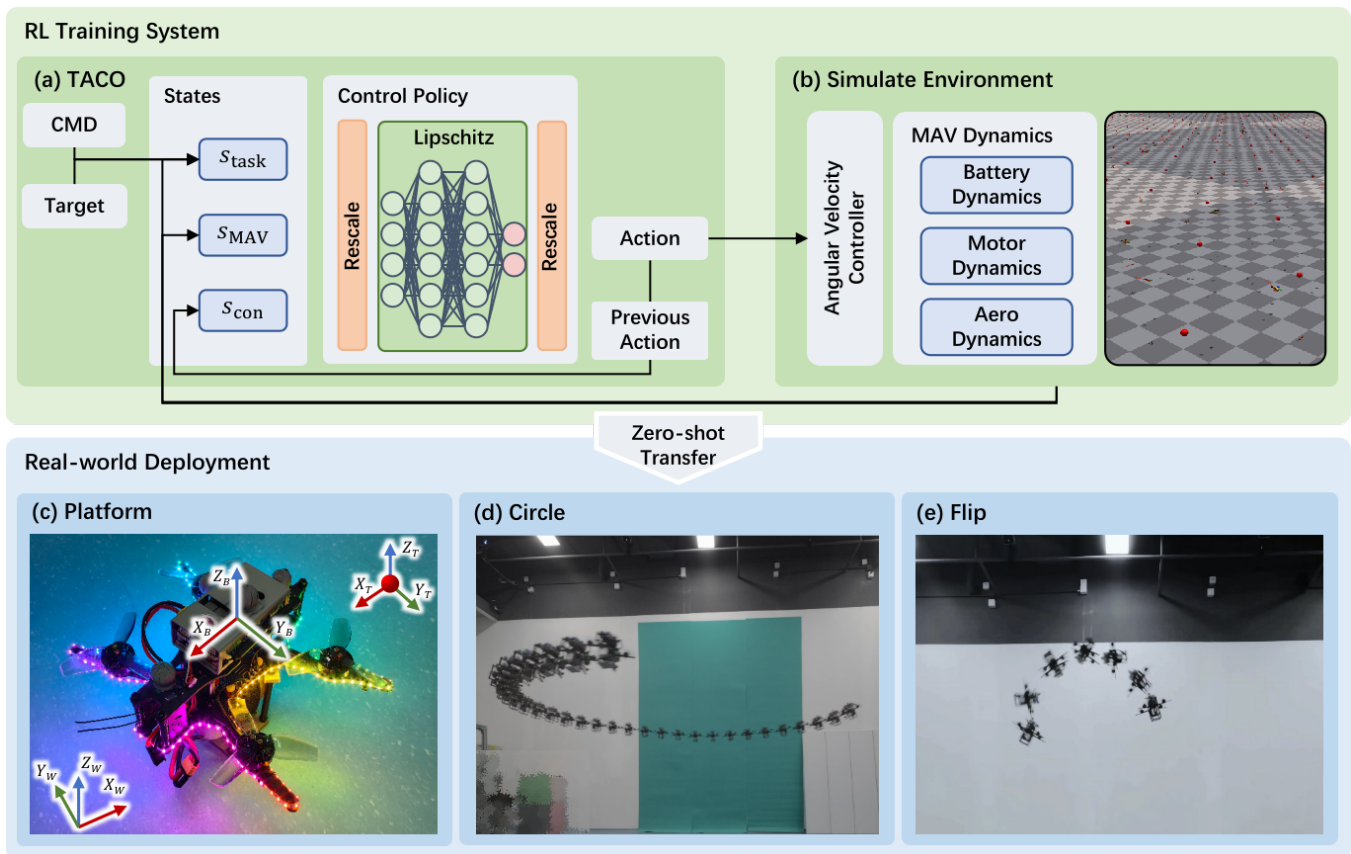 RL Training System
(a) TACO
CMD
Target
States
s_task
s_MAV
s_con
Control Policy
Rescale
Lipschitz
Rescale
Action
Previous
Action
(b) Simulate Environment
Angular Velocity
Controller
MAV Dynamics
Battery
Dynamics
Motor
Dynamics
Aero
Dynamics
Zero-shot
Transfer
Real-world Deployment
(c) Platform
Z_B
X_B
Y_B
Z_T
X_T
Y_T
Y_W
Z_W
X_W
(d) Circle
(e) Flip